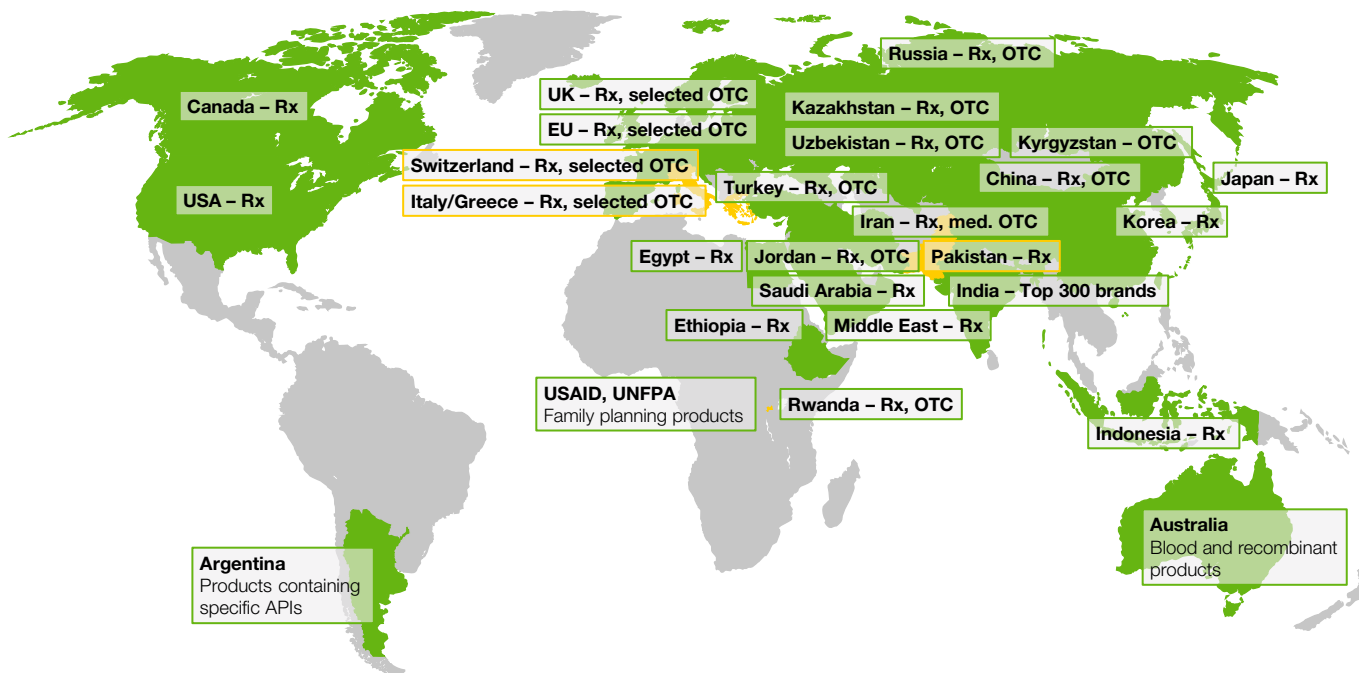 Russia – Rx, OTC
Canada – Rx
UK – Rx, selected OTC
Kazakhstan – Rx, OTC
EU – Rx, selected OTC
Uzbekistan – Rx, OTC
Kyrgyzstan – OTC
Switzerland – Rx, selected OTC
China – Rx, OTC
Japan – Rx
USA – Rx
Italy/Greece – Rx, selected OTC
Turkey – Rx, OTC
Iran – Rx, med. OTC
Korea – Rx
Egypt – Rx
Jordan – Rx, OTC
Pakistan – Rx
Saudi Arabia – Rx
India – Top 300 brands
Ethiopia – Rx
Middle East – Rx
USAID, UNFPA
Family planning products
Rwanda – Rx, OTC
Indonesia – Rx
Argentina
Products containing
specific APIs
Australia
Blood and recombinant
products